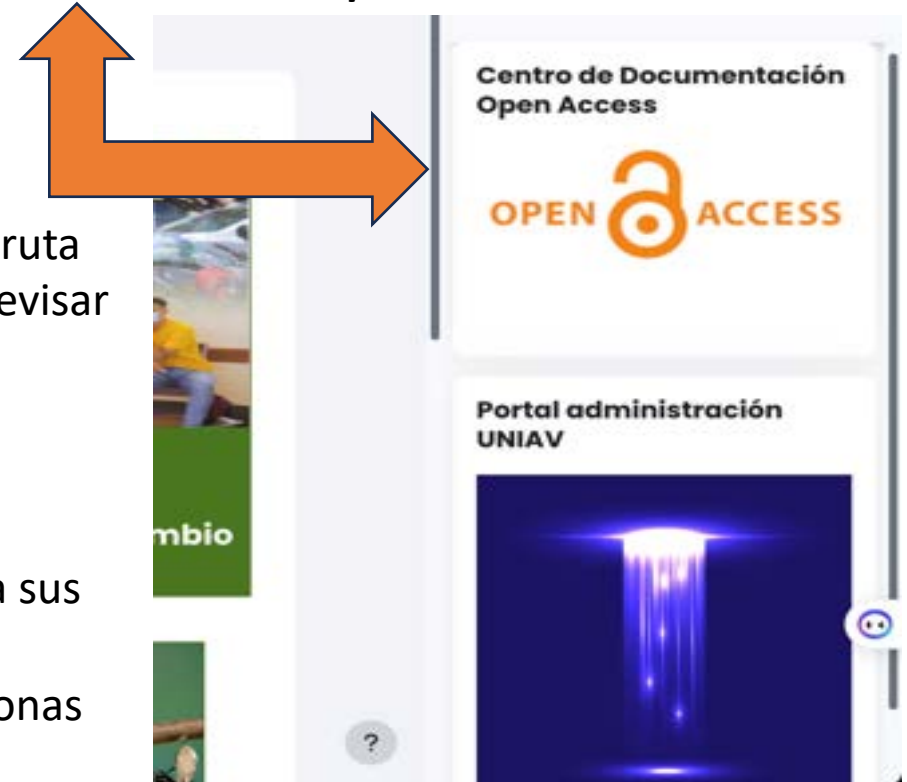 Centro de Documentación
Open Access
OPEN ACCESS
ruta
evisar
Portal administración
UNIAV
mbio
a sus
onas
?